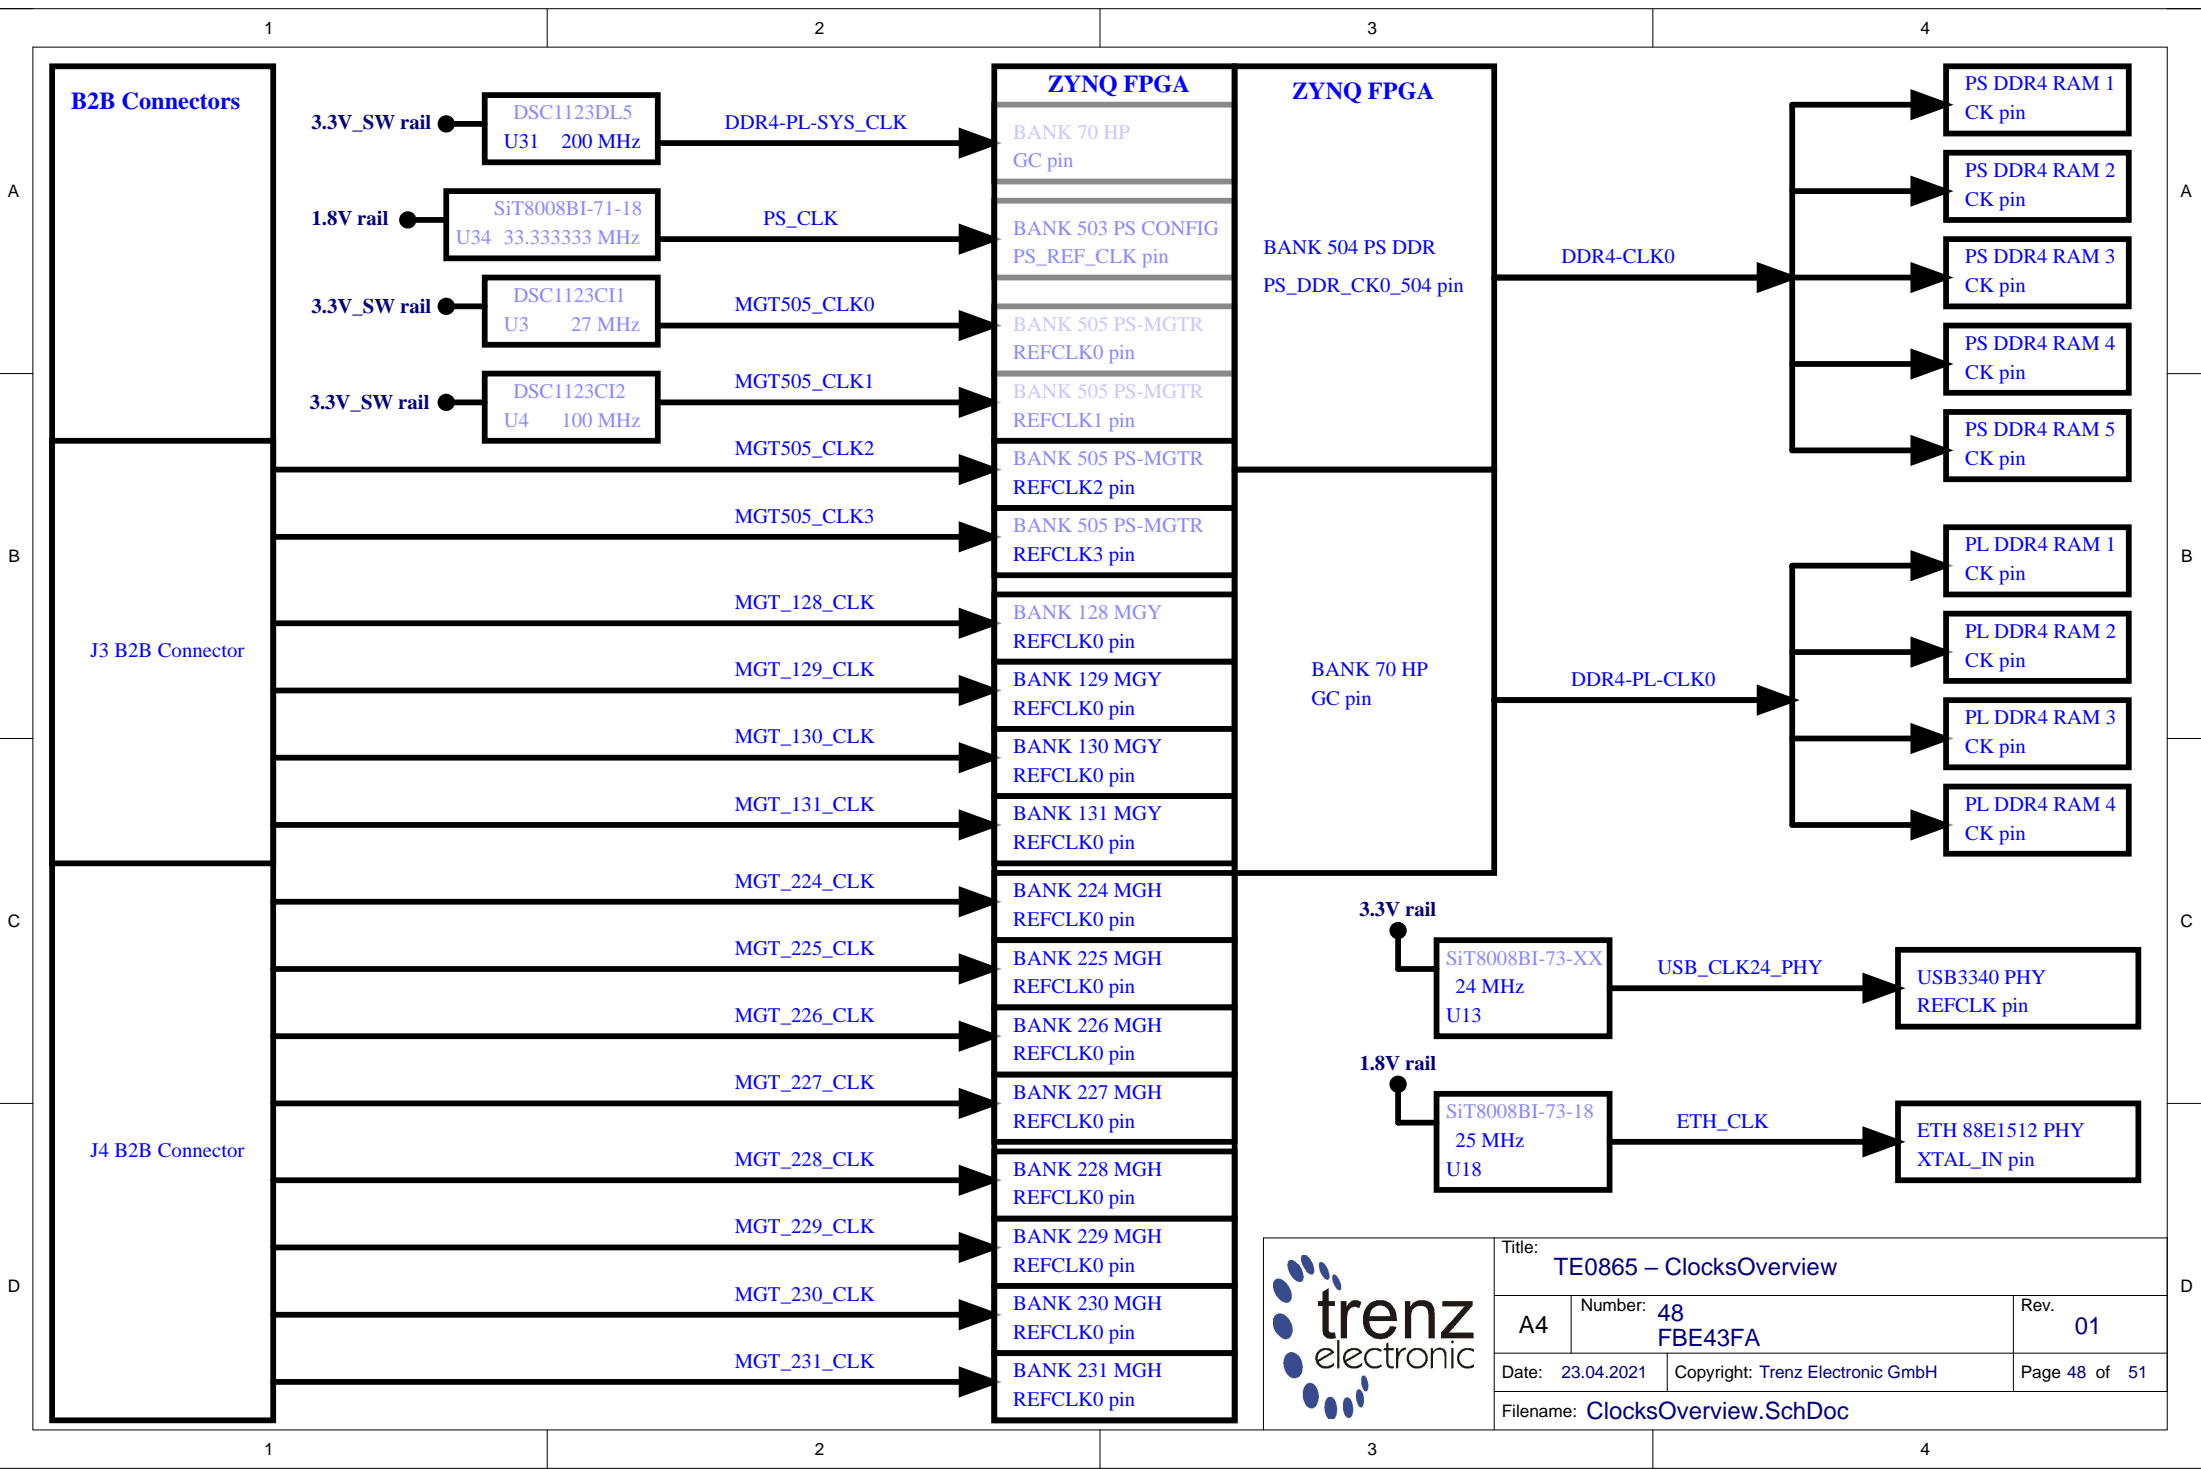 1 2 3 4
A
B
C
D
B2B Connectors
J3 B2B Connector
J4 B2B Connector
3.3V_SW rail
DSC1123DL5
U31 200 MHz
DDR4-PL-SYS_CLK
1.8V rail
SiT8008BI-71-18
U34 33.333333 MHz
PS_CLK
3.3V_SW rail
DSC1123CI1
U3 27 MHz
MGT505_CLK0
3.3V_SW rail
DSC1123CI2
U4 100 MHz
MGT505_CLK1
MGT505_CLK2
MGT505_CLK3
MGT_128_CLK
MGT_129_CLK
MGT_130_CLK
MGT_131_CLK
MGT_224_CLK
MGT_225_CLK
MGT_226_CLK
MGT_227_CLK
MGT_228_CLK
MGT_229_CLK
MGT_230_CLK
MGT_231_CLK
ZYNQ FPGA
BANK 70 HP
GC pin
BANK 503 PS CONFIG
PS_REF_CLK pin
BANK 505 PS-MGTR
REFCLK0 pin
BANK 505 PS-MGTR
REFCLK1 pin
BANK 505 PS-MGTR
REFCLK2 pin
BANK 505 PS-MGTR
REFCLK3 pin
BANK 128 MGY
REFCLK0 pin
BANK 129 MGY
REFCLK0 pin
BANK 130 MGY
REFCLK0 pin
BANK 131 MGY
REFCLK0 pin
BANK 224 MGH
REFCLK0 pin
BANK 225 MGH
REFCLK0 pin
BANK 226 MGH
REFCLK0 pin
BANK 227 MGH
REFCLK0 pin
BANK 228 MGH
REFCLK0 pin
BANK 229 MGH
REFCLK0 pin
BANK 230 MGH
REFCLK0 pin
BANK 231 MGH
REFCLK0 pin
ZYNQ FPGA
BANK 504 PS DDR
PS_DDR_CK0_504 pin
BANK 70 HP
GC pin
DDR4-CLK0
DDR4-PL-CLK0
PS DDR4 RAM 1
CK pin
PS DDR4 RAM 2
CK pin
PS DDR4 RAM 3
CK pin
PS DDR4 RAM 4
CK pin
PS DDR4 RAM 5
CK pin
PL DDR4 RAM 1
CK pin
PL DDR4 RAM 2
CK pin
PL DDR4 RAM 3
CK pin
PL DDR4 RAM 4
CK pin
3.3V rail
SiT8008BI-73-XX
24 MHz
U13
USB_CLK24_PHY
USB3340 PHY
REFCLK pin
1.8V rail
SiT8008BI-73-18
25 MHz
U18
ETH_CLK
ETH 88E1512 PHY
XTAL_IN pin
trenz
electronic
Title:
TE0865 – ClocksOverview
A4
Number: 48
FBE43FA
Rev.
01
Date: 23.04.2021
Copyright: Trenz Electronic GmbH
Page 48 of 51
Filename: ClocksOverview.SchDoc
A
B
C
D
1 2 3 4